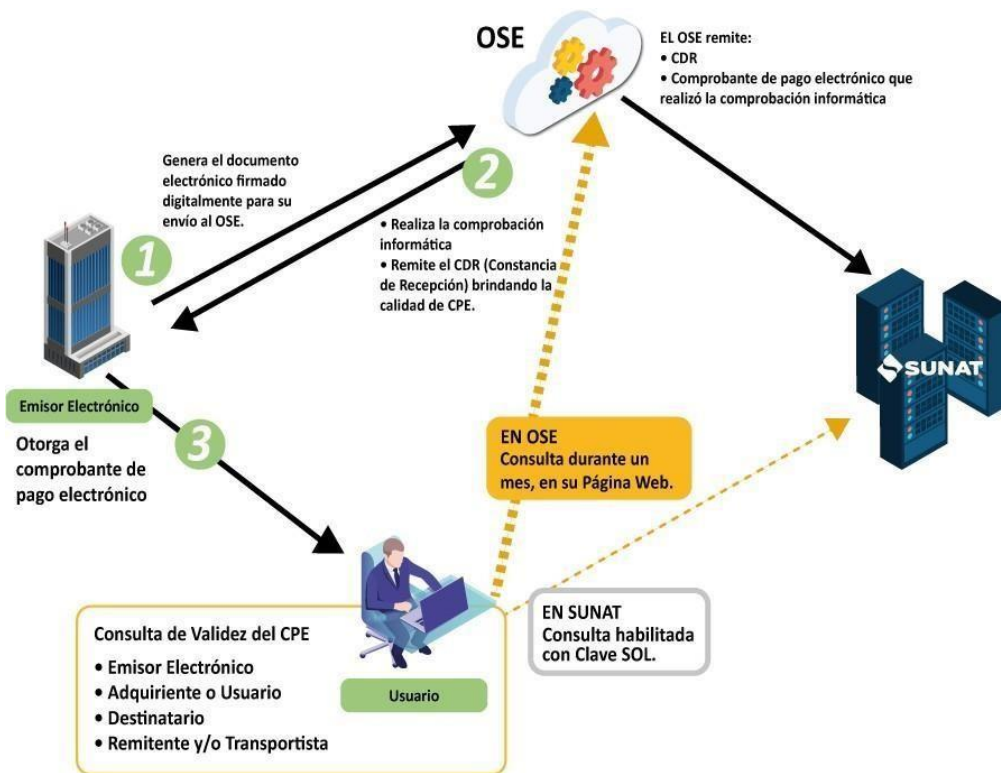 OSE
EL OSE remite:
• CDR
• Comprobante de pago electrónico que
realizó la comprobación informática
Genera el documento
electrónico firmado
digitalmente para su
envío al OSE.
1
2
• Realiza la comprobación
informática
• Remite el CDR (Constancia
de Recepción) brindando la
calidad de CPE.
SUNAT
Emisor Electrónico
Otorga el
comprobante de
pago electrónico
3
EN OSE
Consulta durante un
mes, en su Página Web.
EN SUNAT
Consulta habilitada
con Clave SOL.
Consulta de Validez del CPE
• Emisor Electrónico
• Adquiriente o Usuario
• Destinatario
• Remitente y/o Transportista
Usuario